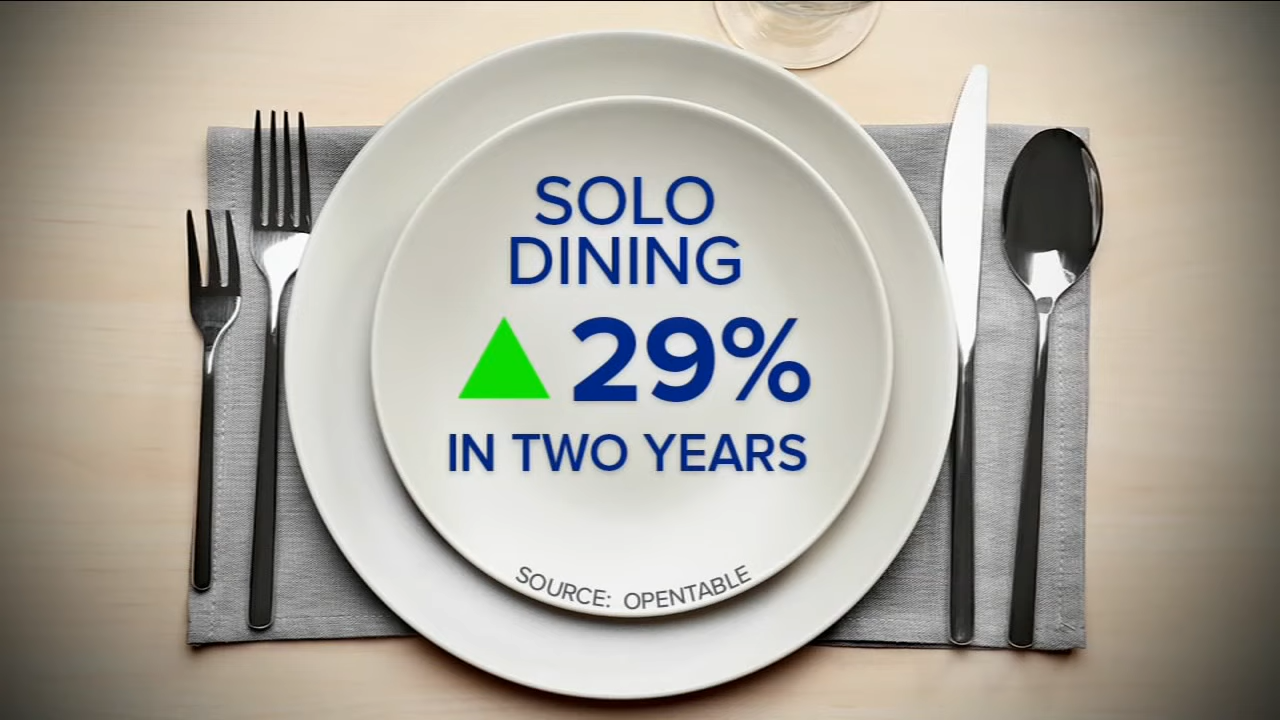 SOLO
DINING
29%
IN TWO YEARS
SOURCE: OPENTABLE